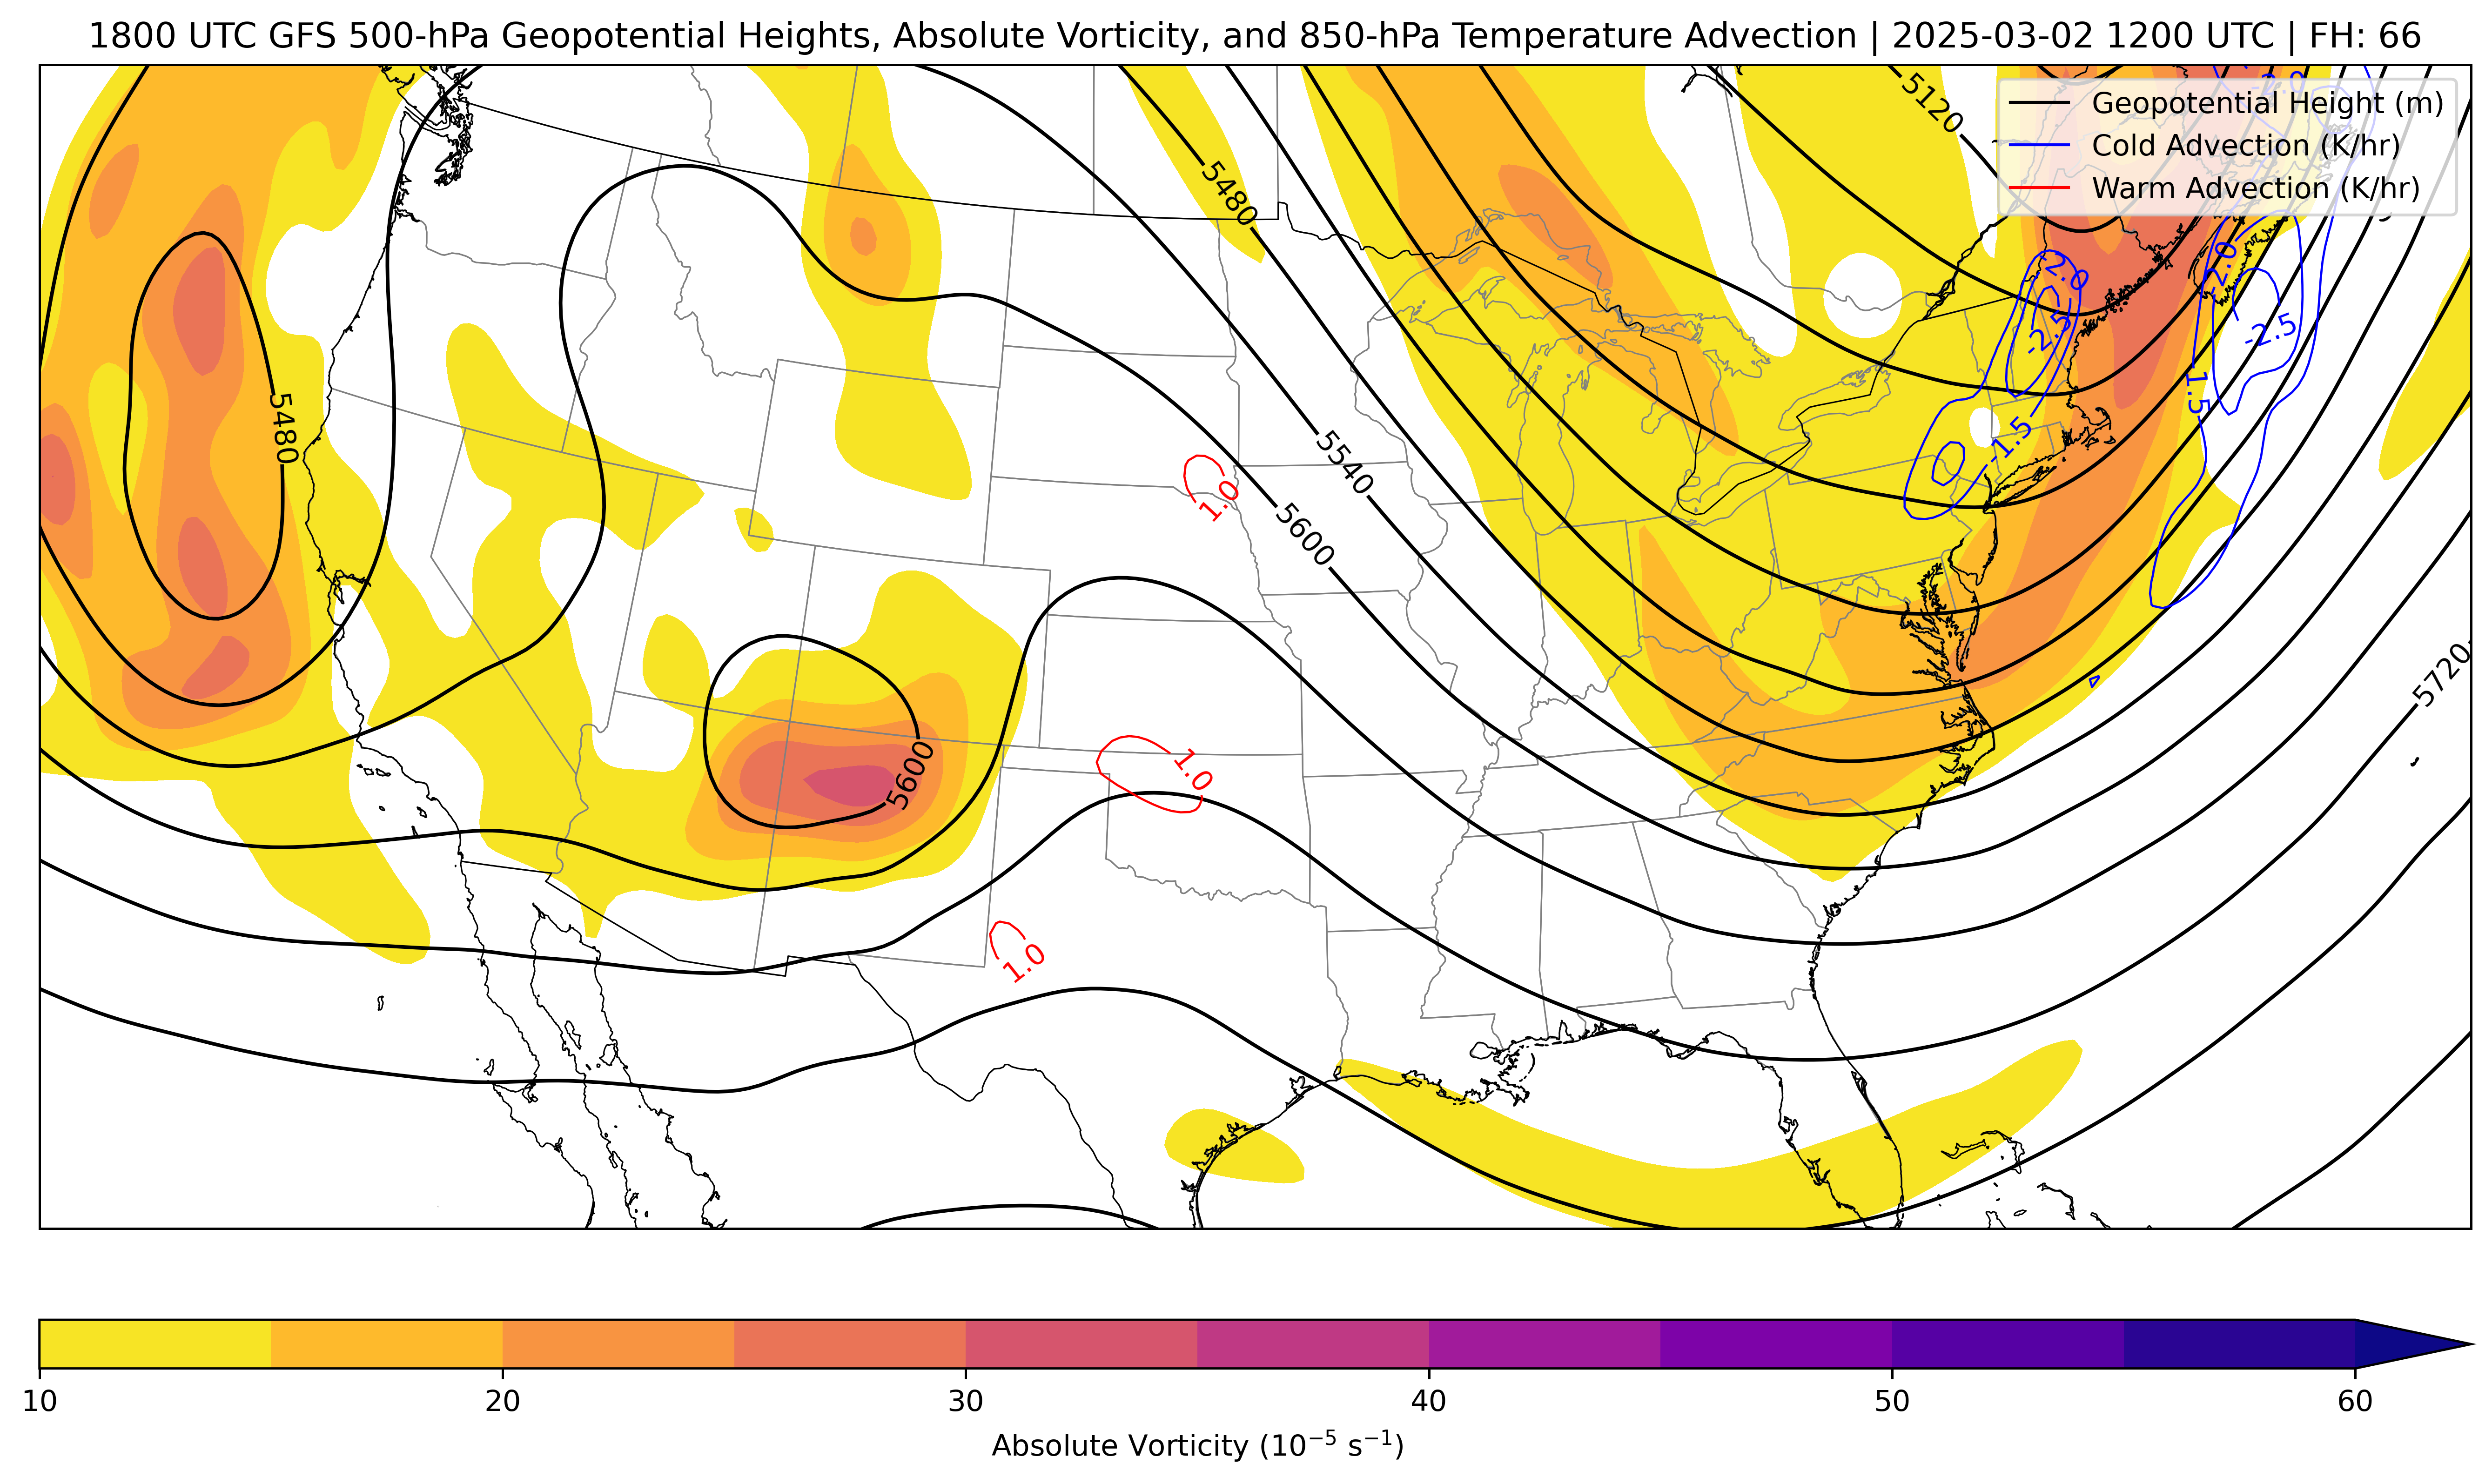 1800 UTC GFS 500-hPa Geopotential Heights, Absolute Vorticity, and 850-hPa Temperature Advection | 2025-03-02 1200 UTC | FH: 66
Geopotential Height (m)
Cold Advection (K/hr)
Warm Advection (K/hr)
5120
5480
-2.0
-2.0
-2.5
-2.5
-1.5
-1.5
5480
5540
5600
1.0
5720
5600
1.0
1.0
10 20 30 40 50 60
Absolute Vorticity (10⁻⁵ s⁻¹)